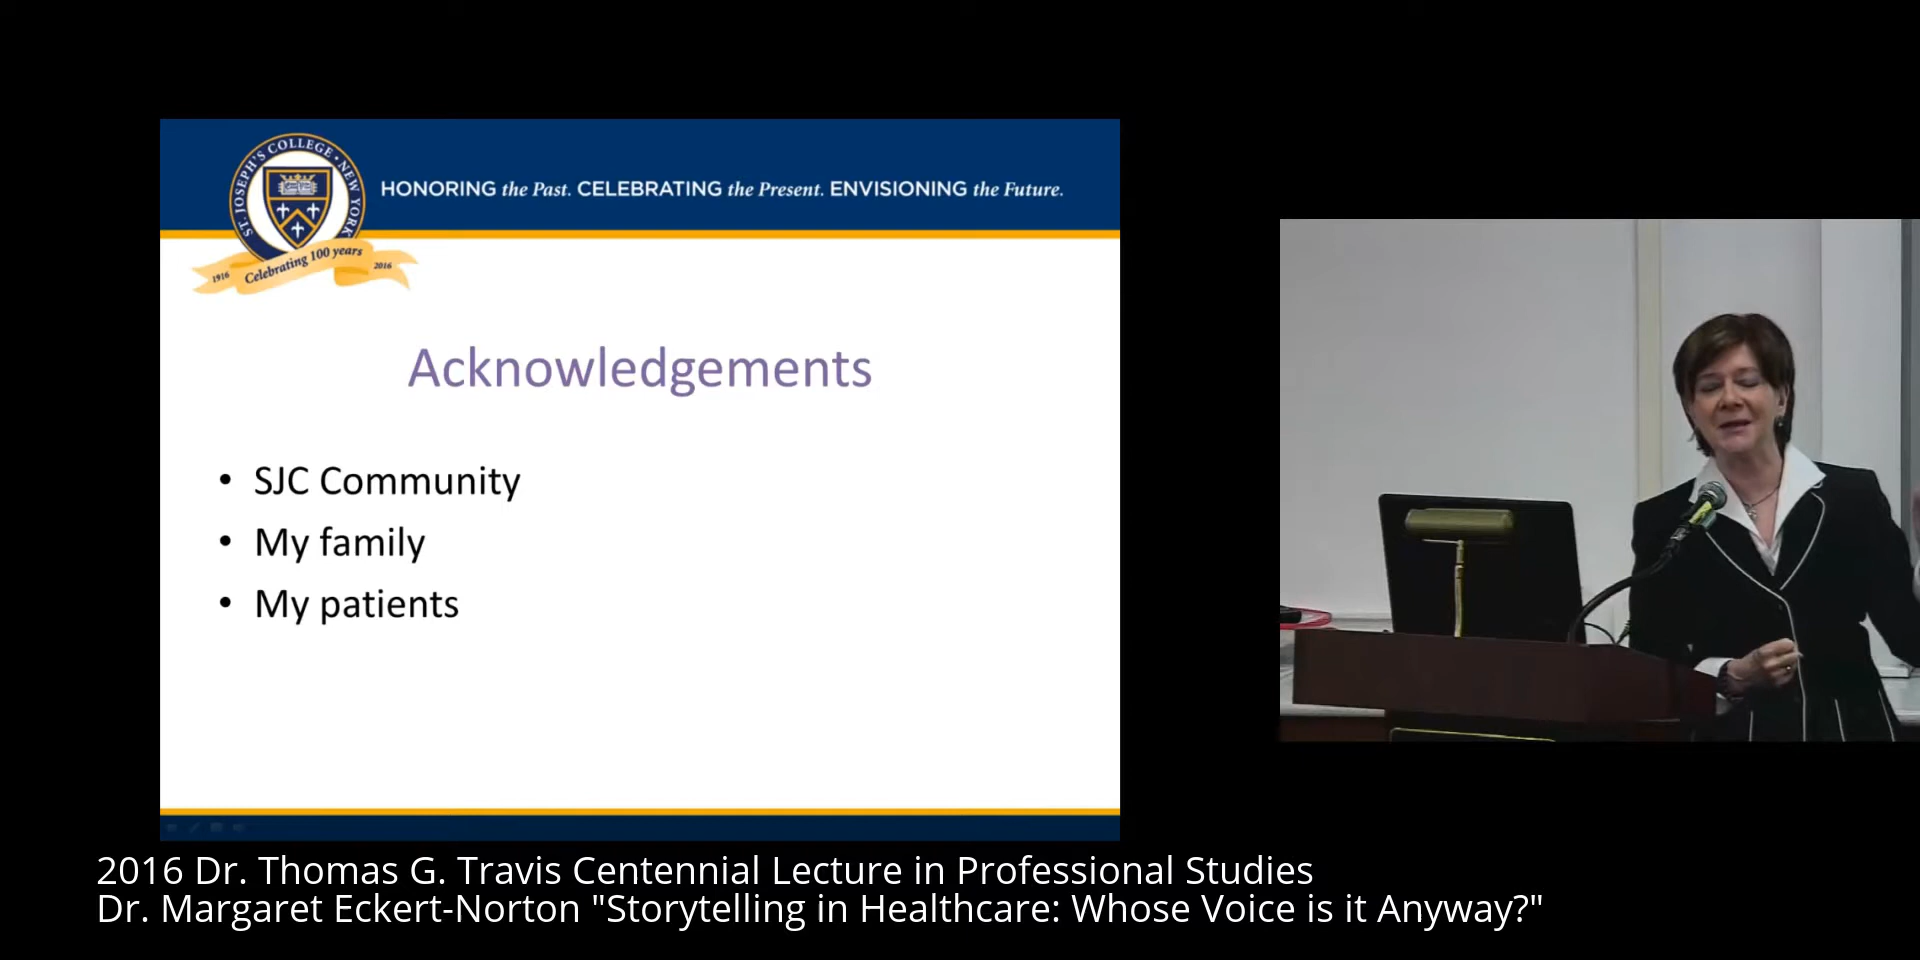 ST. JOSEPH'S COLLEGE • NEW YORK
HONORING the Past. CELEBRATING the Present. ENVISIONING the Future.
1916 Celebrating 100 years 2016
Acknowledgements
• SJC Community
• My family
• My patients
2016 Dr. Thomas G. Travis Centennial Lecture in Professional Studies
Dr. Margaret Eckert-Norton "Storytelling in Healthcare: Whose Voice is it Anyway?"